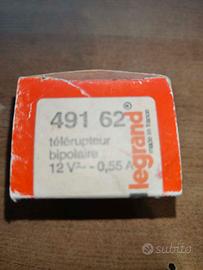 491 62
télérupteur
bipolaire
12 V~ - 0,55 A
legrand®
made in france
subito